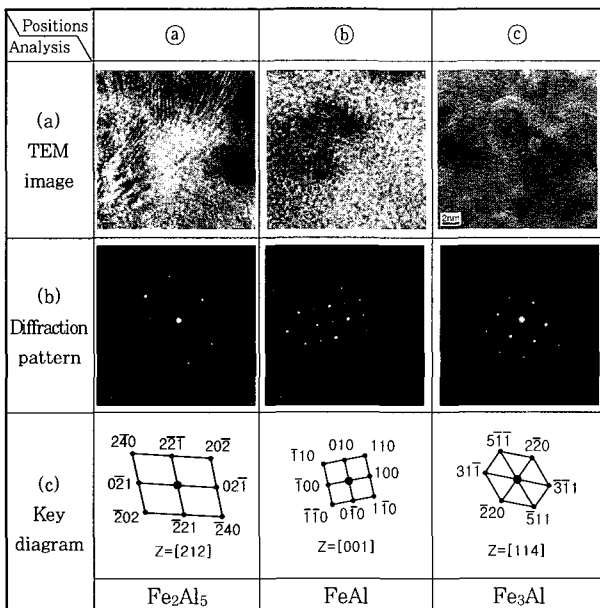 Positions
Analysis
ⓐ ⓑ ⓒ
(a)
TEM
image
2nm
(b)
Diffraction
pattern
(c)
Key
diagram
24̄0 22̄1̄ 202̄
02̄1 021̄
2̄02 2̄21 2̄40
Z=[212]
1̄10 010 110
1̄00 100
1̄1̄0 01̄0 11̄0
Z=[001]
51̄1̄ 22̄0
311̄ 3̄1̄1
2̄20 5̄11
Z=[114]
Fe₂Al₅ FeAl Fe₃Al